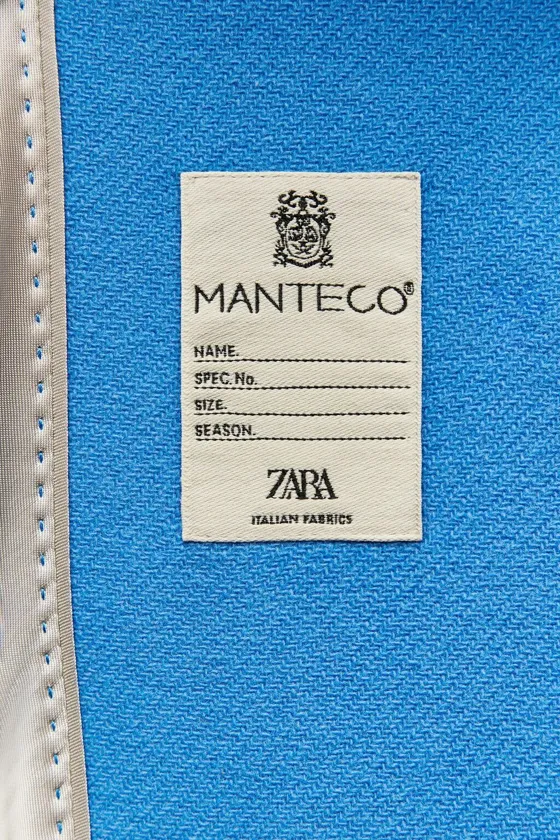 MANTECO®
NAME.
SPEC. No.
SIZE.
SEASON.
ZARA
ITALIAN FABRICS